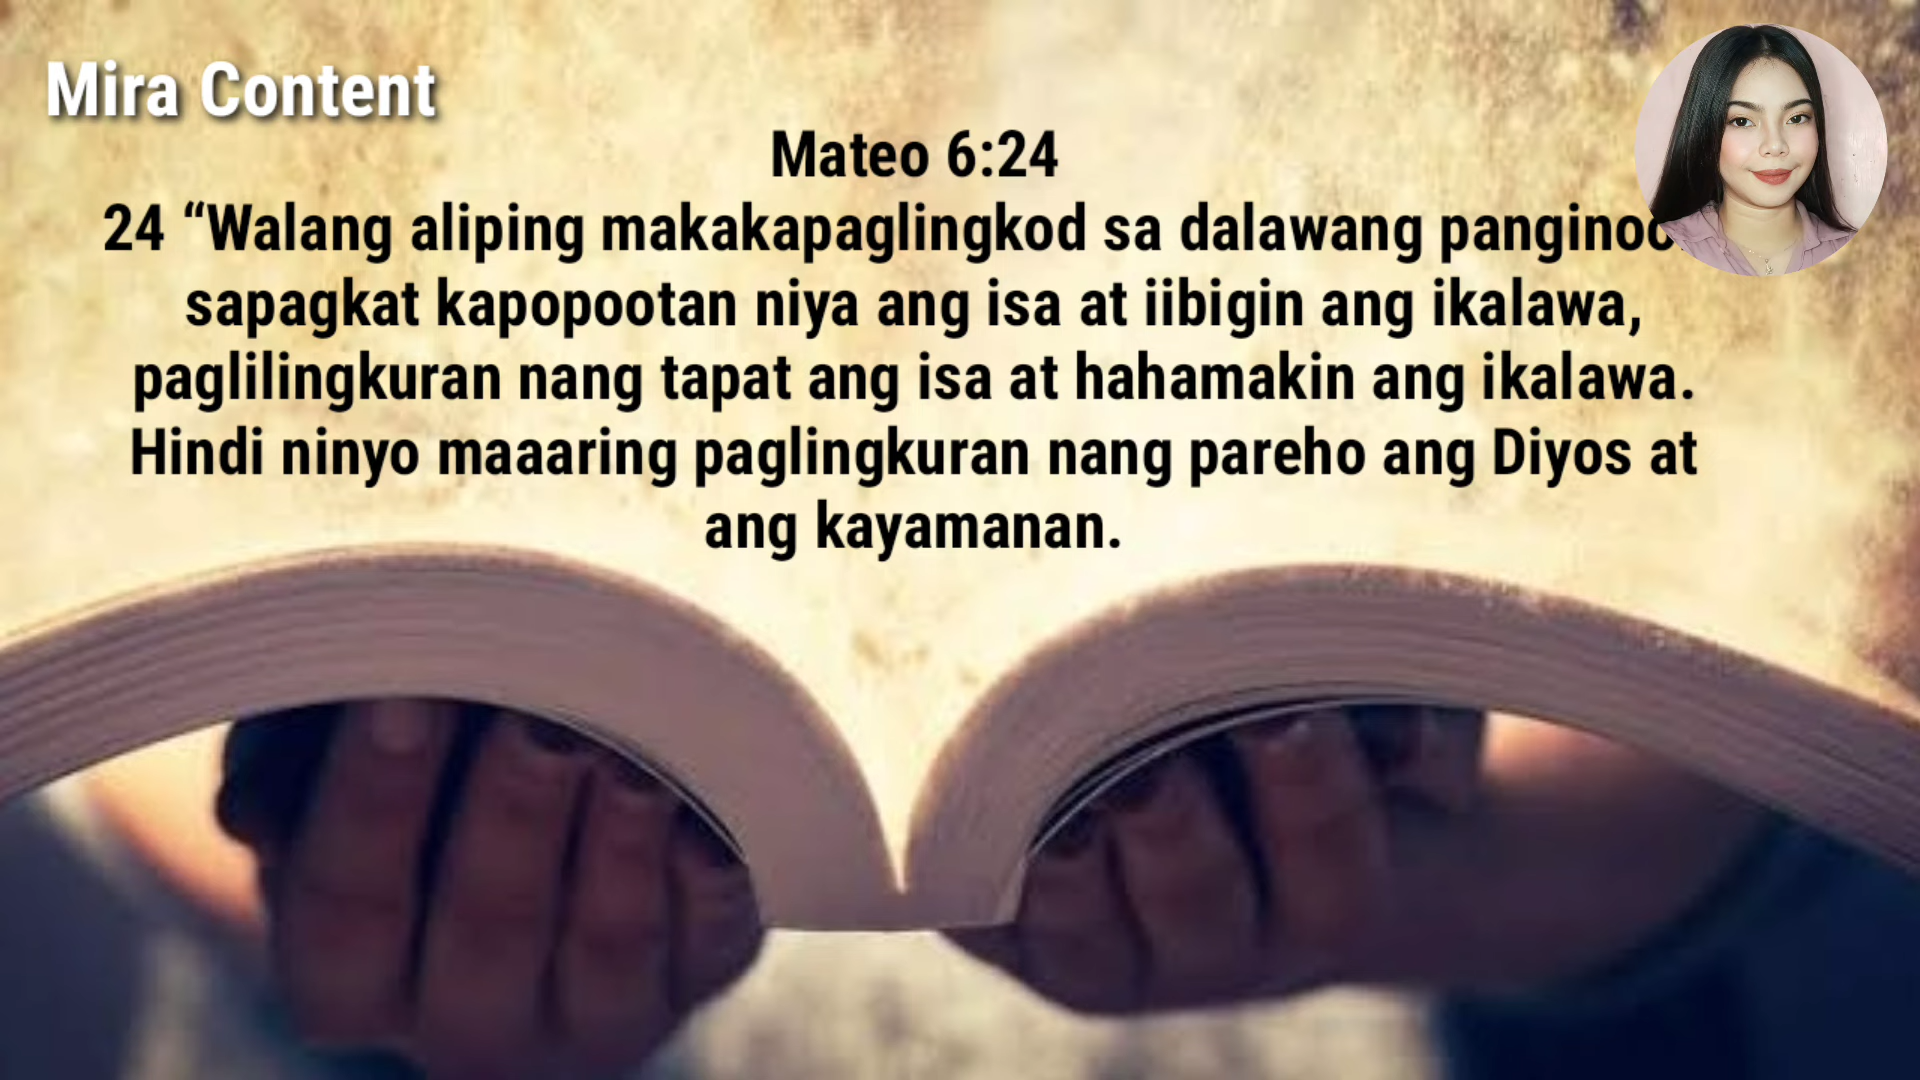 Mira Content
Mateo 6:24
24 “Walang aliping makakapaglingkod sa dalawang
sapagkat kapopootan niya ang isa at iibigin ang ikalawa,
paglilingkuran nang tapat ang isa at hahamakin ang ikalawa.
Hindi ninyo maaaring paglingkuran nang pareho ang Diyos at
ang kayamanan.